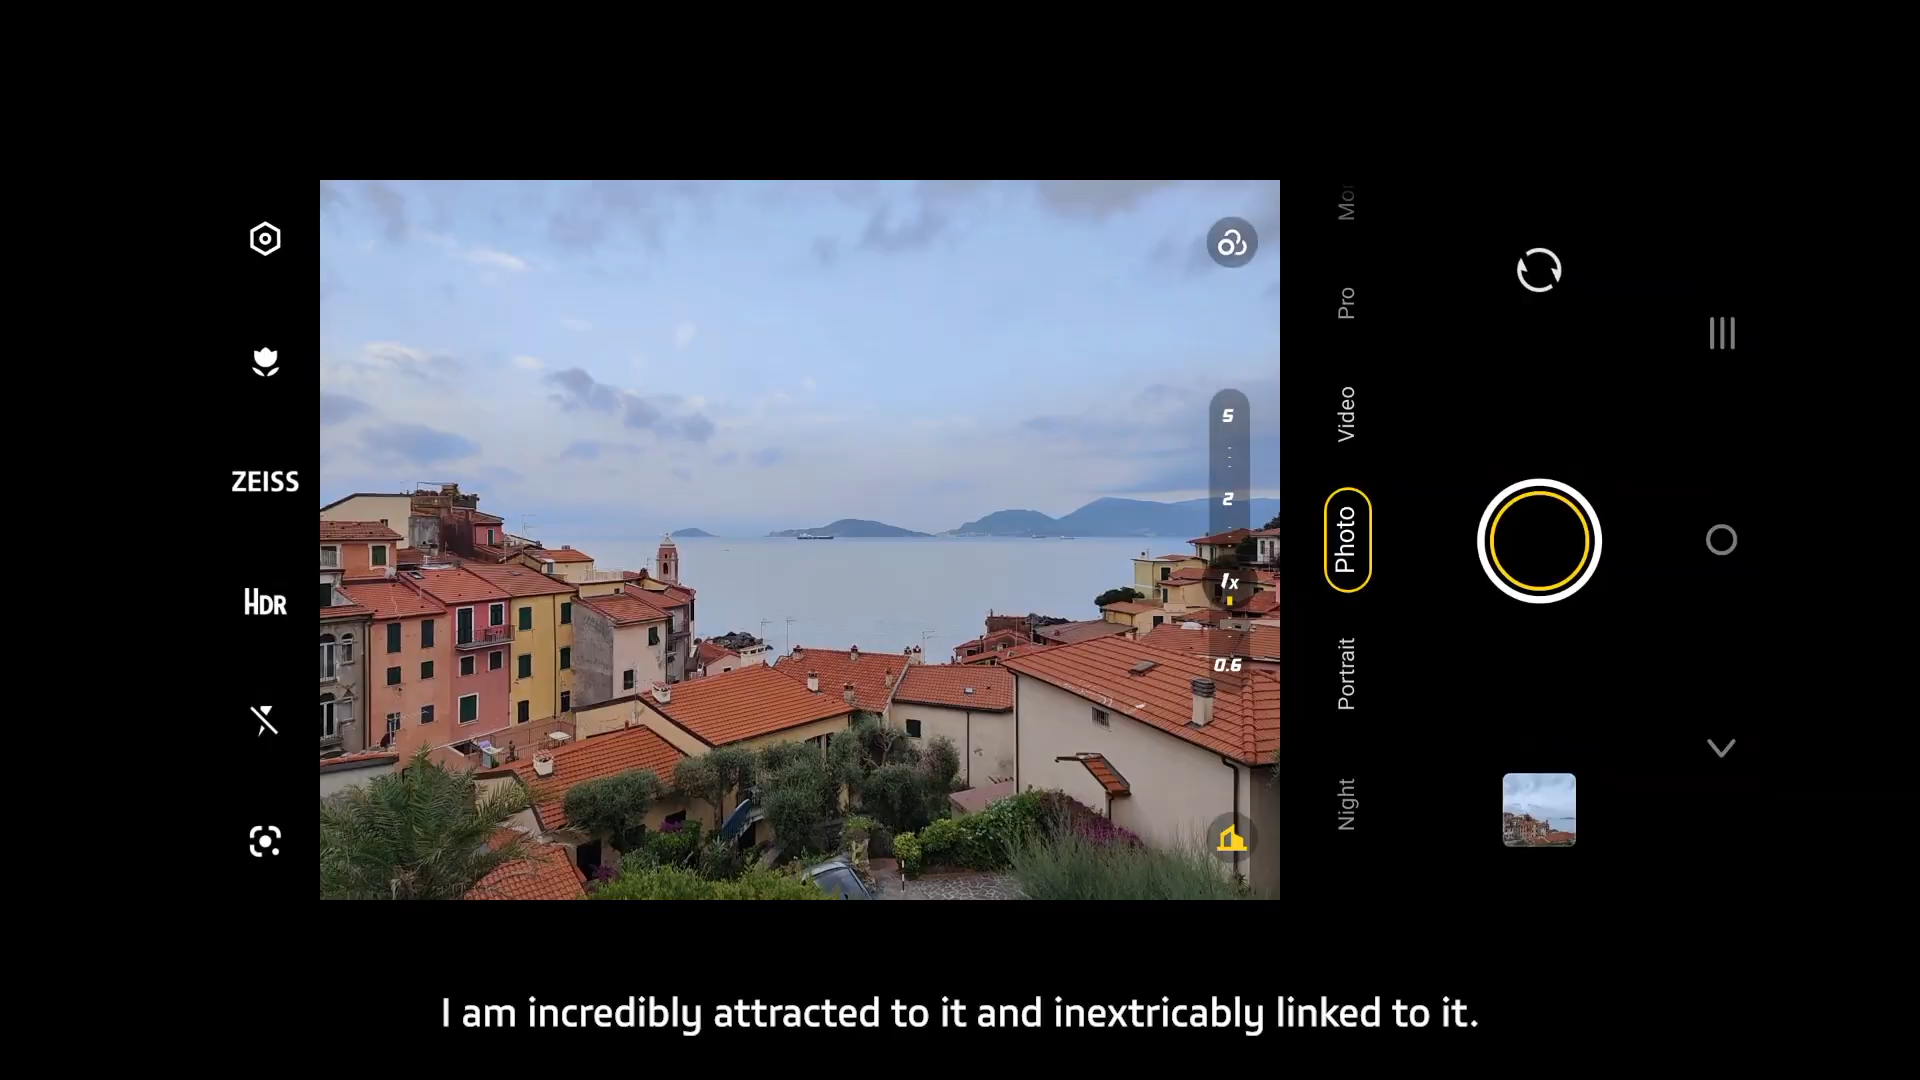 ZEISS
HDR
5
2
1x
0.6
Pro
Video
Photo
Portrait
Night
I am incredibly attracted to it and inextricably linked to it.